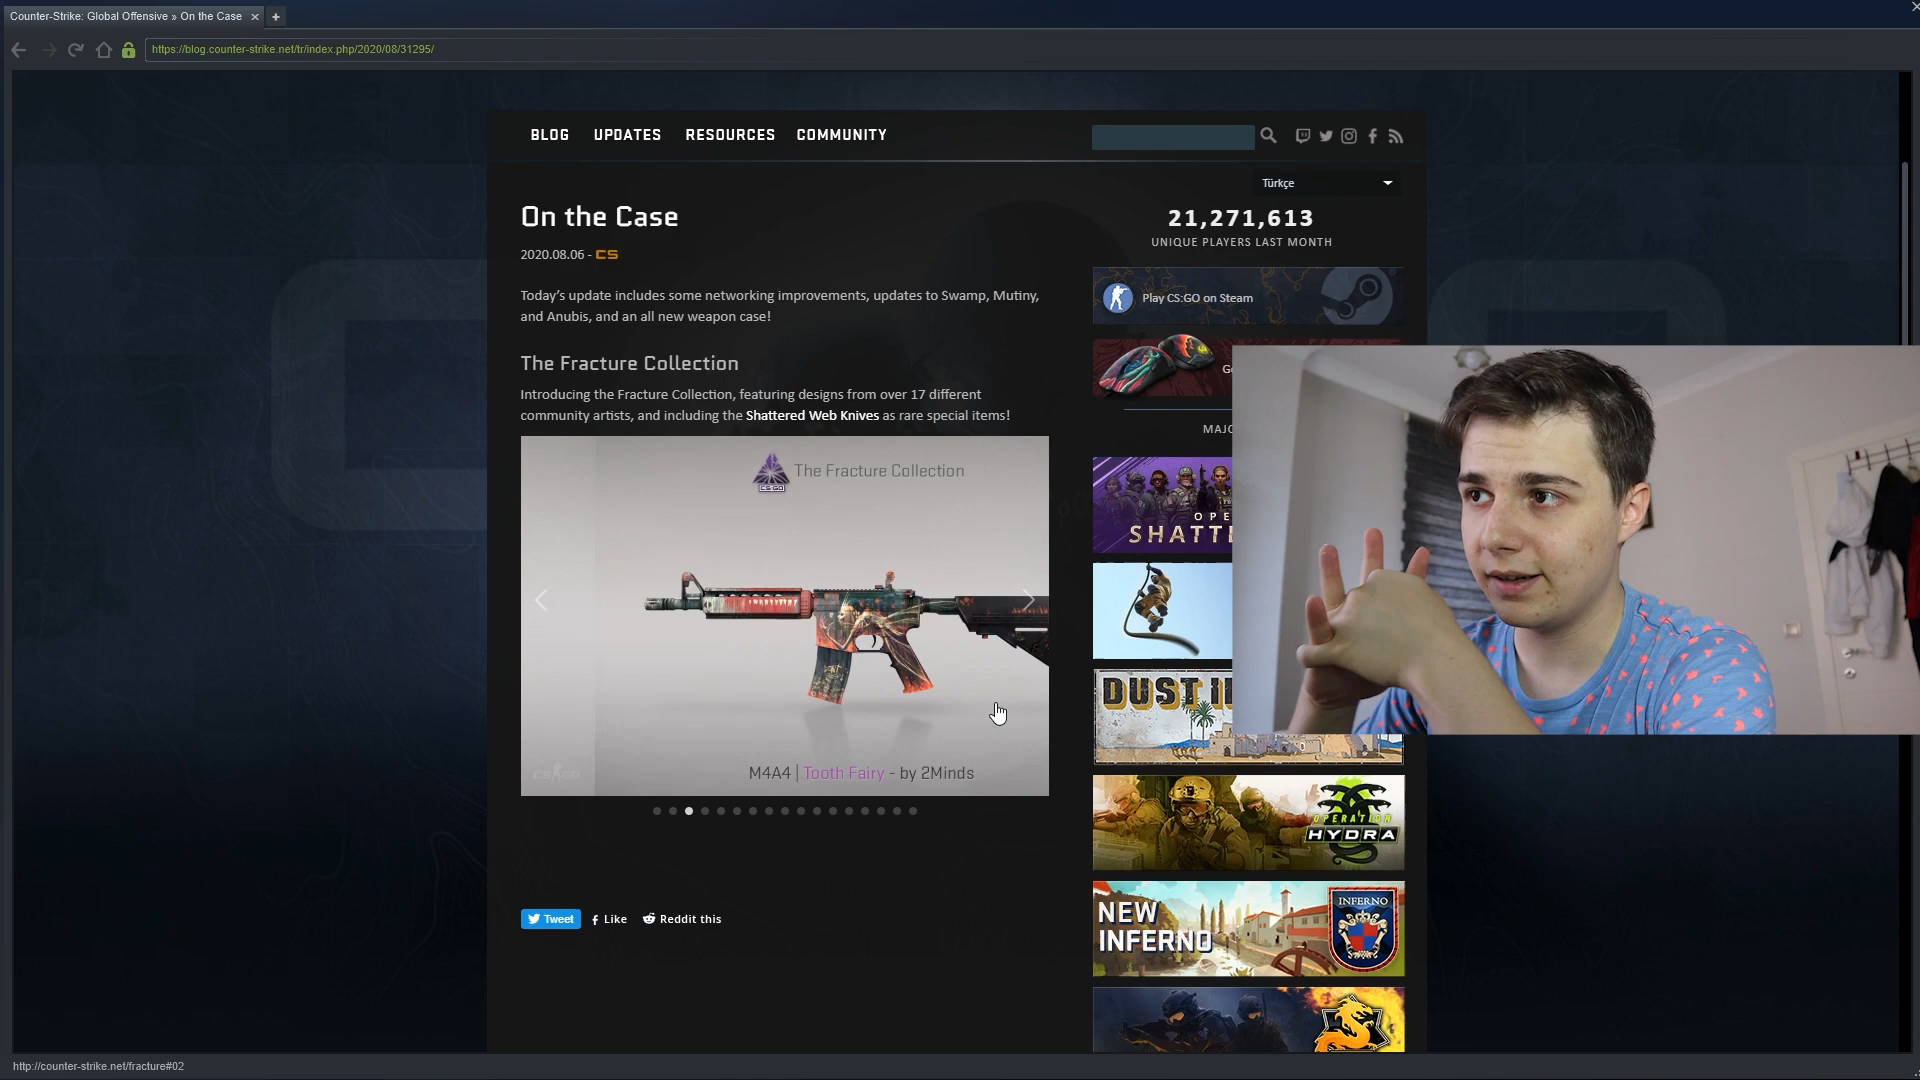 Counter-Strike: Global Offensive » On the Case
https://blog.counter-strike.net/tr/index.php/2020/08/31295/
BLOG UPDATES RESOURCES COMMUNITY
Türkçe
On the Case
2020.08.06 - CS
21,271,613
UNIQUE PLAYERS LAST MONTH
Today's update includes some networking improvements, updates to Swamp, Mutiny,
and Anubis, and an all new weapon case!
Play CS:GO on Steam
The Fracture Collection
Introducing the Fracture Collection, featuring designs from over 17 different
community artists, and including the Shattered Web Knives as rare special items!
CS:GO
The Fracture Collection
M4A4 | Tooth Fairy - by 2Minds
CS GO
DUST II
OPERATION
HYDRA
NEW
INFERNO
INFERNO
Tweet Like Reddit this
http://counter-strike.net/fracture#02